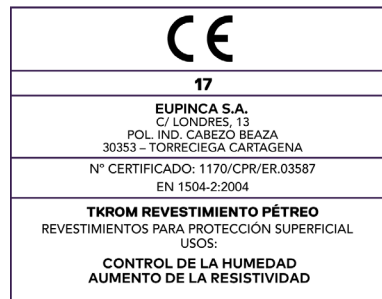 CE
17
EUPINCA S.A.
C/ LONDRES, 13
POL. IND. CABEZO BEAZA
30353 – TORRECIEGA CARTAGENA
Nº CERTIFICADO: 1170/CPR/ER.03587
EN 1504-2:2004
TKROM REVESTIMIENTO PÉTREO
REVESTIMIENTOS PARA PROTECCIÓN SUPERFICIAL
USOS:
CONTROL DE LA HUMEDAD
AUMENTO DE LA RESISTIVIDAD